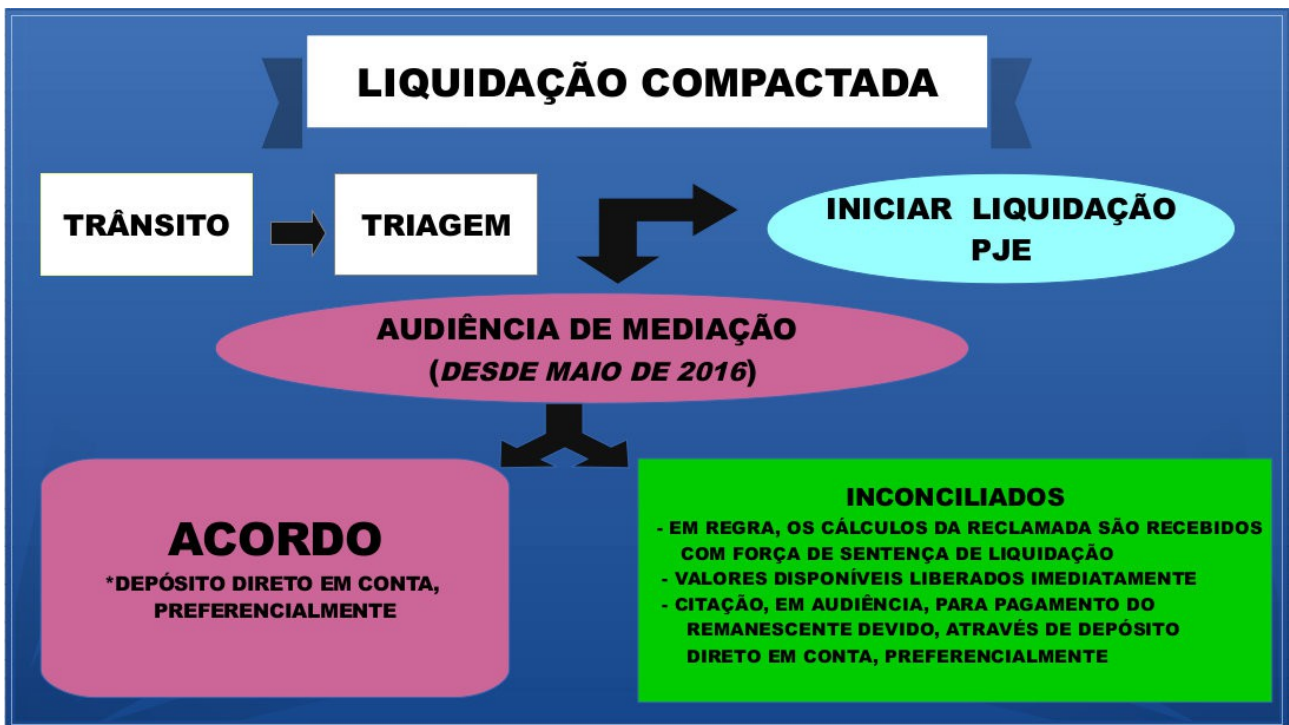 LIQUIDAÇÃO COMPACTADA
TRÂNSITO
TRIAGEM
INICIAR LIQUIDAÇÃO
PJE
AUDIÊNCIA DE MEDIAÇÃO
(DESDE MAIO DE 2016)
ACORDO
*DEPÓSITO DIRETO EM CONTA,
PREFERENCIALMENTE
INCONCILIADOS
- EM REGRA, OS CÁLCULOS DA RECLAMADA SÃO RECEBIDOS
COM FORÇA DE SENTENÇA DE LIQUIDAÇÃO
- VALORES DISPONÍVEIS LIBERADOS IMEDIATAMENTE
- CITAÇÃO, EM AUDIÊNCIA, PARA PAGAMENTO DO
REMANESCENTE DEVIDO, ATRAVÉS DE DEPÓSITO
DIRETO EM CONTA, PREFERENCIALMENTE